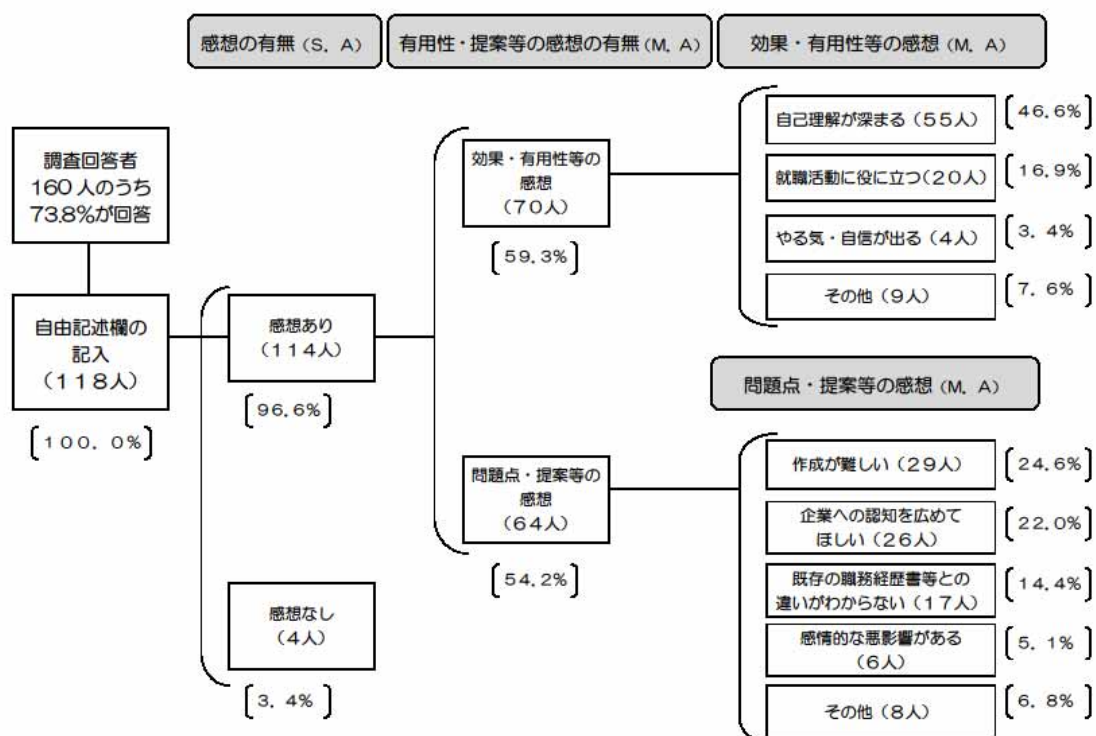 感想の有無 (S. A)
有用性・提案等の感想の有無 (M. A)
効果・有用性等の感想 (M. A)
調査回答者
160人のうち
73.8%が回答
自由記述欄の
記入
(118人)
[100. 0%]
感想あり
(114人)
[96.6%]
感想なし
(4人)
[3. 4%]
効果・有用性等の
感想
(70人)
[59.3%]
問題点・提案等の
感想
(64人)
[54.2%]
自己理解が深まる (55人) [46.6%]
就職活動に役に立つ(20人) [16.9%]
やる気・自信が出る (4人) [3. 4%]
その他 (9人) [7. 6%]
問題点・提案等の感想 (M. A)
作成が難しい (29人) [24.6%]
企業への認知を広めて
ほしい (26人) [22.0%]
既存の職務経歴書等との
違いがわからない (17人) [14.4%]
感情的な悪影響がある
(6人) [5. 1%]
その他 (8人) [6. 8%]